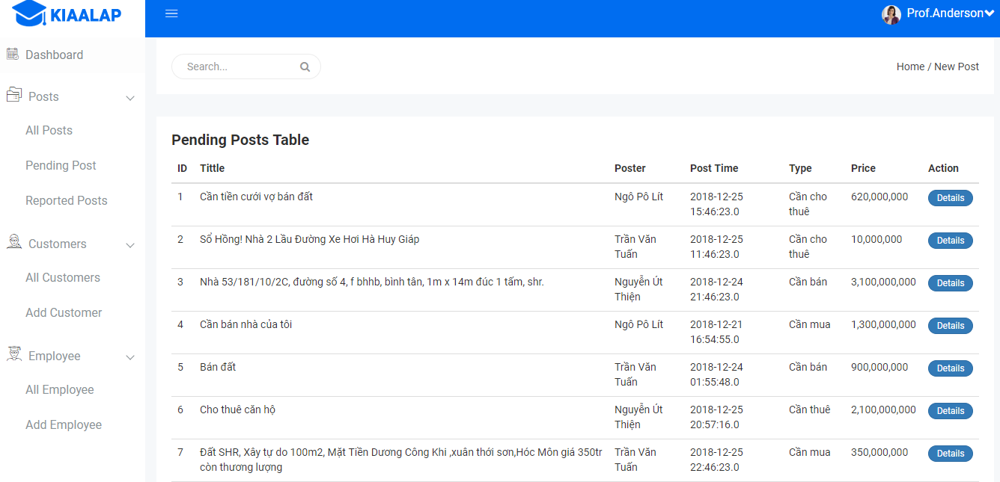 KIAALAP
Prof.Anderson
Dashboard
Posts
All Posts
Pending Post
Reported Posts
Customers
All Customers
Add Customer
Employee
All Employee
Add Employee
Search...
Home / New Post
Pending Posts Table
ID Tittle Poster Post Time Type Price Action
1 Cần tiền cưới vợ bán đất Ngô Pô Lít 2018-12-25 Cần cho 620,000,000 Details
15:46:23.0 thuê
2 Sổ Hồng! Nhà 2 Lầu Đường Xe Hơi Hà Huy Giáp Trần Văn 2018-12-25 Cần cho 10,000,000 Details
Tuấn 11:46:23.0 thuê
3 Nhà 53/181/10/2C, đường số 4, f bhhb, bình tân, 1m x 14m đúc 1 tấm, shr. Nguyễn Út 2018-12-24 Cần bán 3,100,000,000 Details
Thiện 21:46:23.0
4 Cần bán nhà của tôi Ngô Pô Lít 2018-12-21 Cần mua 1,300,000,000 Details
16:54:55.0
5 Bán đất Trần Văn 2018-12-24 Cần bán 900,000,000 Details
Tuấn 01:55:48.0
6 Cho thuê căn hộ Nguyễn Út 2018-12-25 Cần thuê 2,100,000,000 Details
Thiện 20:57:16.0
7 Đất SHR, Xây tự do 100m2, Mặt Tiền Dương Công Khi ,xuân thới sơn,Hóc Môn giá 350tr Trần Văn 2018-12-25 Cần mua 350,000,000 Details
còn thương lượng Tuấn 22:46:23.0